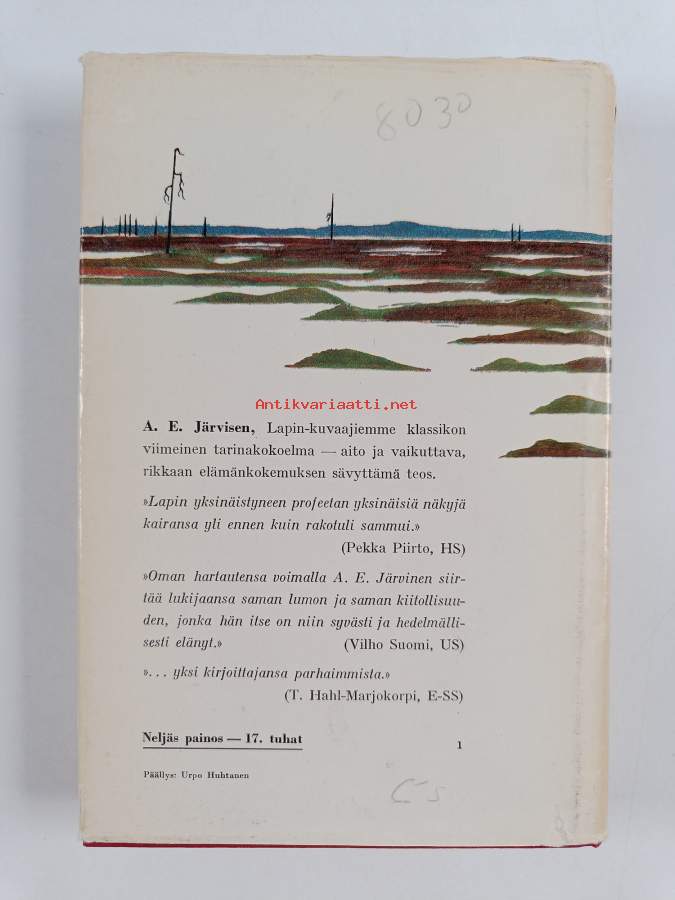 8030
Antikvariaatti.net
A. E. Järvisen, Lapin-kuvaajiemme klassikon
viimeinen tarinakokoelma — aito ja vaikuttava,
rikkaan elämänkokemuksen sävyttämä teos.
»Lapin yksinäistyneen profeetan yksinäisiä näkyjä
kairansa yli ennen kuin rakotuli sammui.»
(Pekka Piirto, HS)
»Oman hartautensa voimalla A. E. Järvinen siir-
tää lukijaansa saman lumon ja saman kiitollisuu-
den, jonka hän itse on niin syvästi ja hedelmälli-
sesti elänyt.» (Vilho Suomi, US)
»... yksi kirjoittajansa parhaimmista.»
(T. Hahl-Marjokorpi, E-SS)
Neljäs painos — 17. tuhat 1
Päällys: Urpo Huhtanen